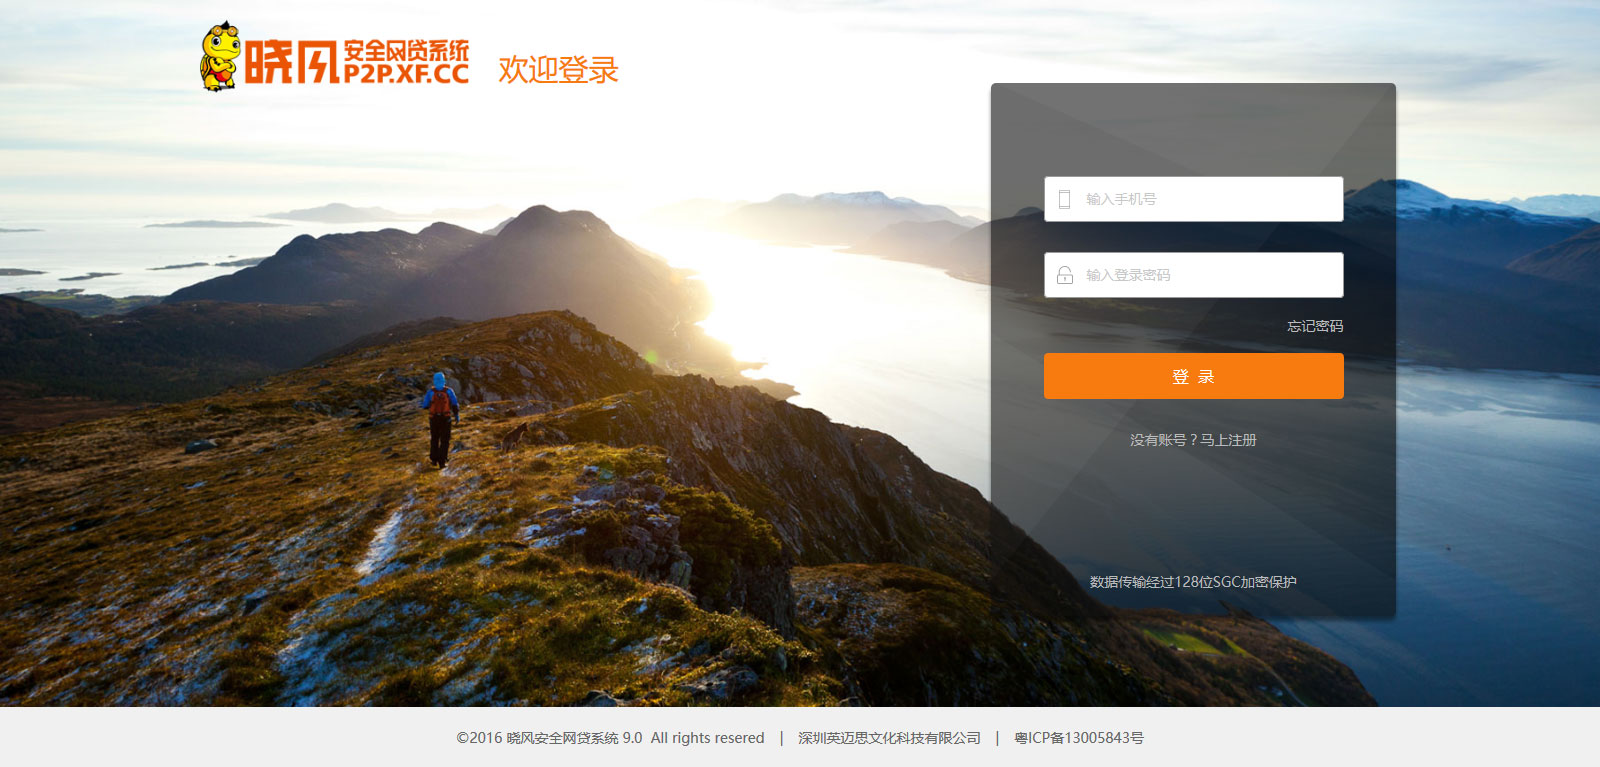 晓风 安全网贷系统
P2P.XF.CC
欢迎登录
输入手机号
输入登录密码
忘记密码
登 录
没有账号？马上注册
数据传输经过128位SGC加密保护
©2016 晓风安全网贷系统 9.0 All rights resered | 深圳英迈思文化科技有限公司 | 粤ICP备13005843号